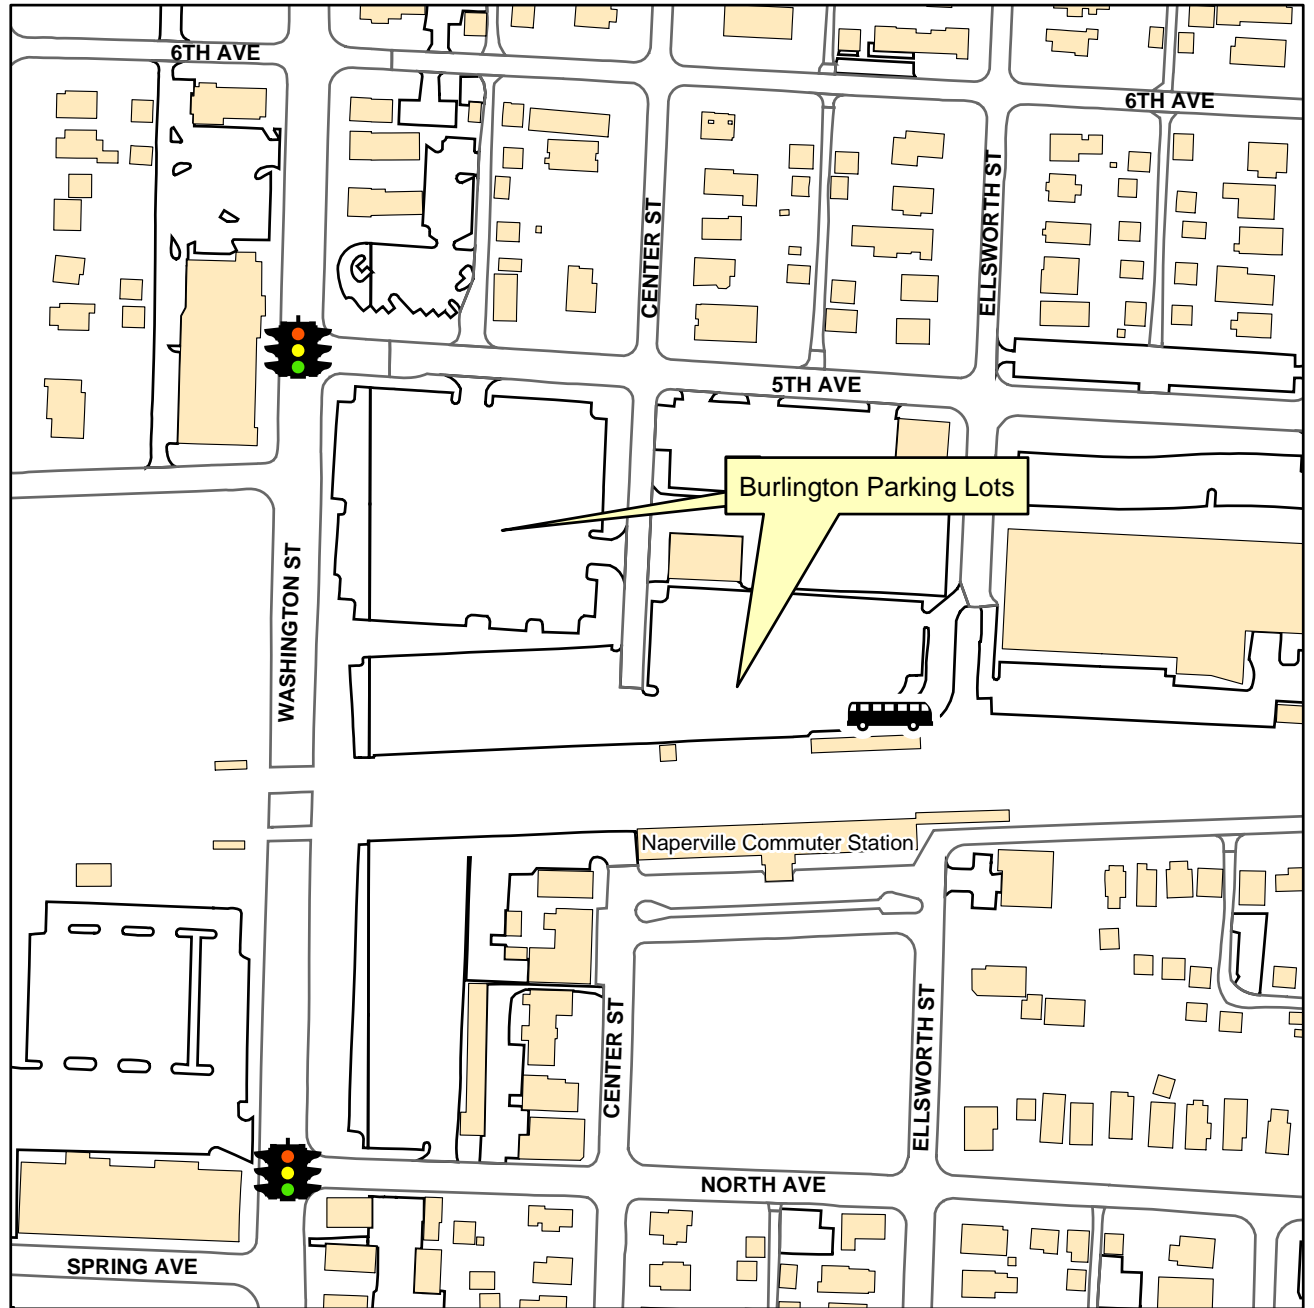 6TH AVE
6TH AVE
CENTER ST
ELLSWORTH ST
5TH AVE
Burlington Parking Lots
WASHINGTON ST
Naperville Commuter Station
CENTER ST
ELLSWORTH ST
NORTH AVE
SPRING AVE